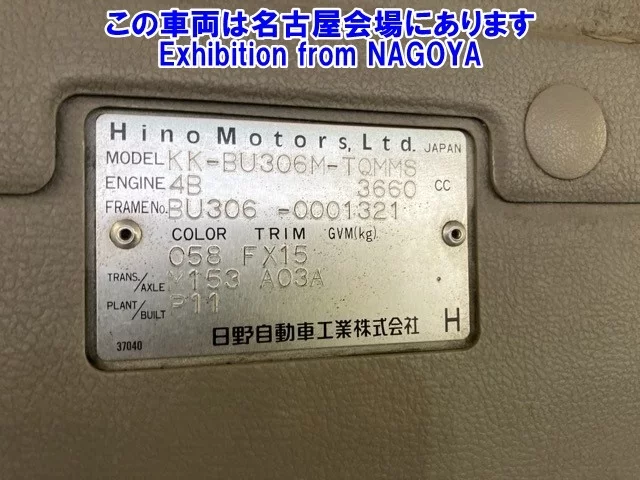 この車両は名古屋会場にあります
Exhibition from NAGOYA
Hino Motors, Ltd. JAPAN
MODEL KK-BU306M-TQMMS
ENGINE 4B 3660 CC
FRAME No. BU306 -0001321
COLOR TRIM GVM(kg)
058 FX15
TRANS./AXLE M153 A03A
PLANT/BUILT P11
日野自動車工業株式会社 H
37040